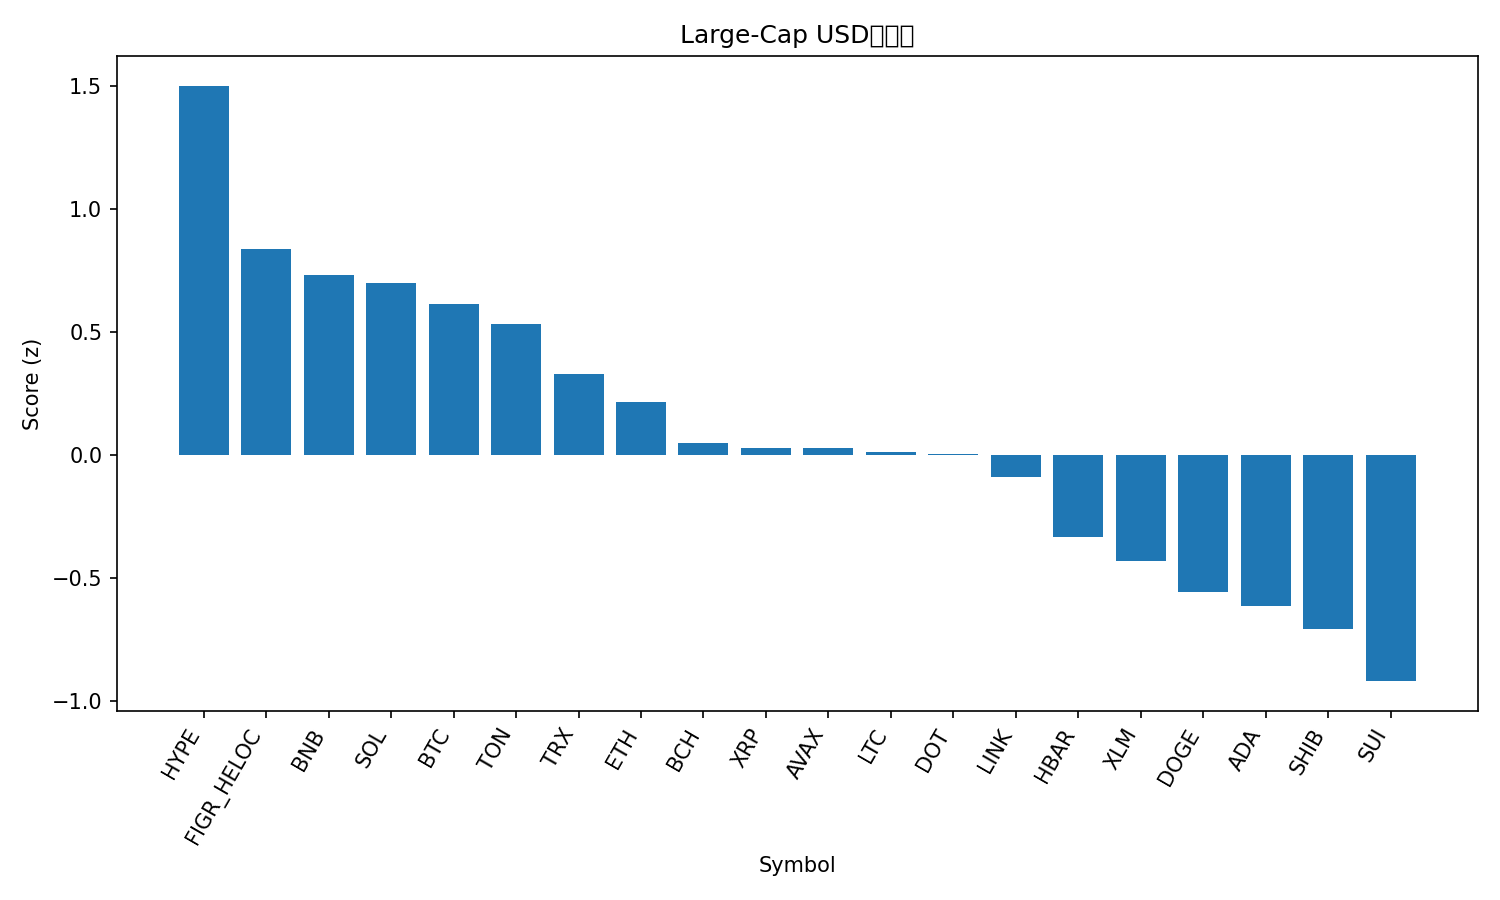 Large-Cap USD
Score (z)
1.5
1.0
0.5
0.0
−0.5
−1.0
HYPE
FIGR_HELOC
BNB
SOL
BTC
TON
TRX
ETH
BCH
XRP
AVAX
LTC
DOT
LINK
HBAR
XLM
DOGE
ADA
SHIB
SUI
Symbol